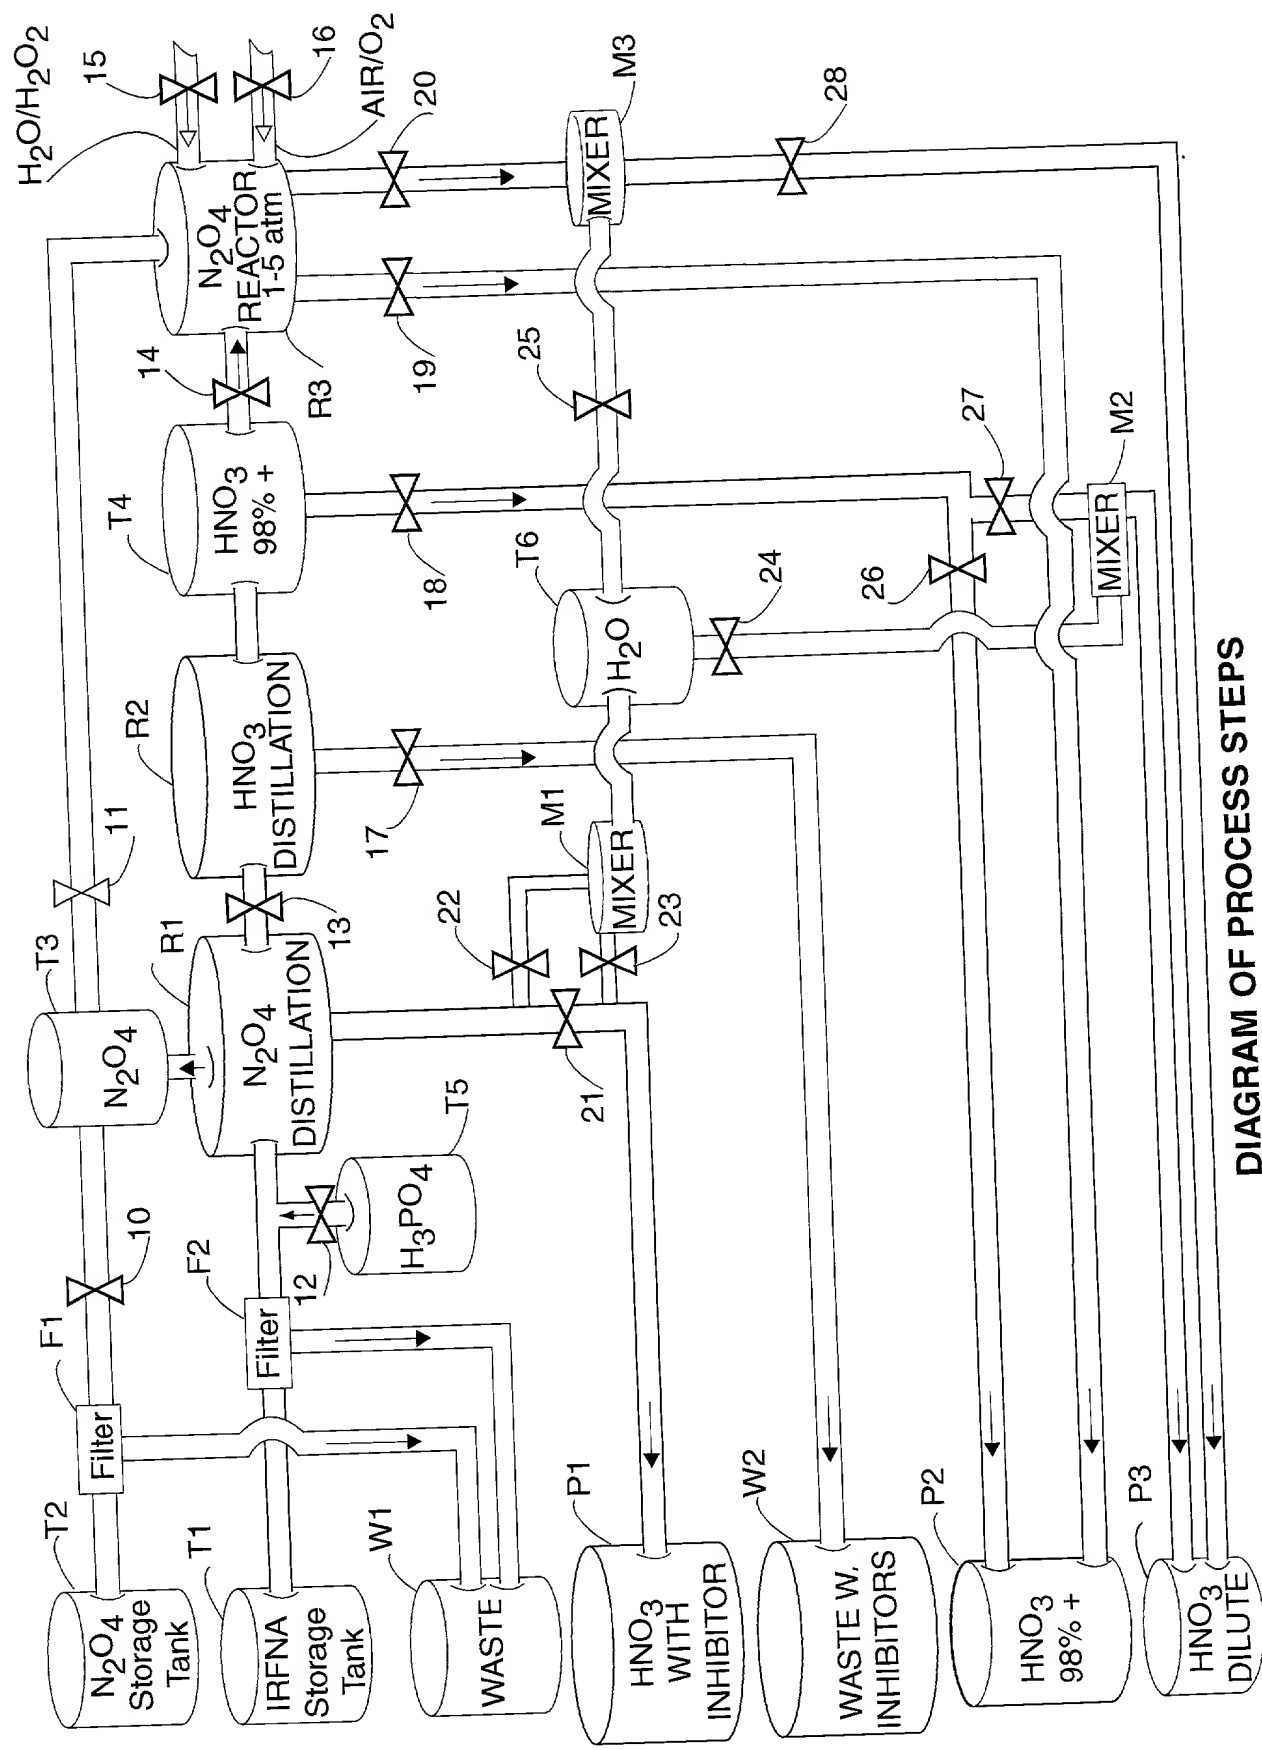 H2O/H2O2
15
16
AIR/O2
N2O4
REACTOR
1-5 atm
R3
14
20
19
M3
MIXER
28
T4
HNO3
98% +
18
25
27
M2
MIXER
26
T6
H2O
24
R2
HNO3
DISTILLATION
17
11
13
M1
MIXER
22
23
21
T3
N2O4
R1
N2O4
DISTILLATION
T5
H3PO4
12
10
F2
Filter
F1
Filter
T2
N2O4
Storage
Tank
T1
IRFNA
Storage
Tank
W1
WASTE
P1
HNO3
WITH
INHIBITOR
W2
WASTE W.
INHIBITORS
P2
HNO3
98% +
P3
HNO3
DILUTE
DIAGRAM OF PROCESS STEPS